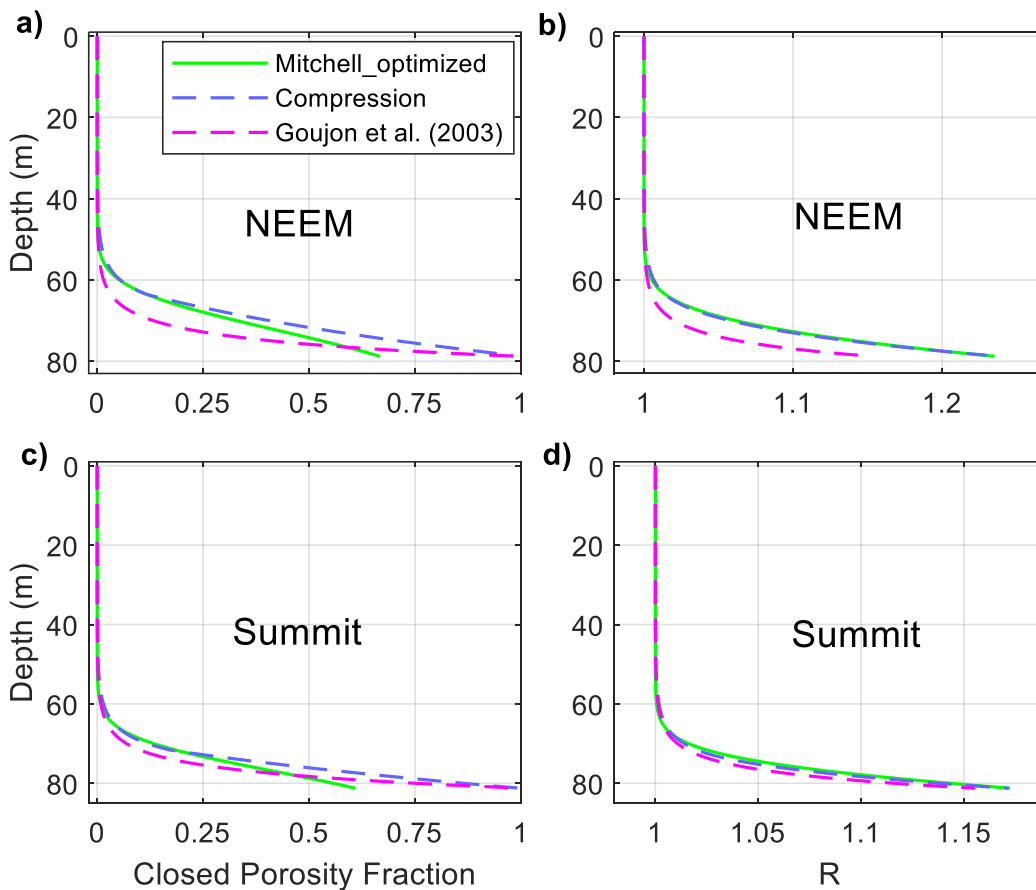 a)
b)
0
20
40
60
80
Depth (m)
Mitchell_optimized
Compression
Goujon et al. (2003)
NEEM
0
0.25
0.5
0.75
1
0
20
40
60
80
NEEM
1
1.1
1.2
c)
d)
0
20
40
60
80
Depth (m)
Summit
0
0.25
0.5
0.75
1
Closed Porosity Fraction
0
20
40
60
80
Summit
1
1.05
1.1
1.15
R